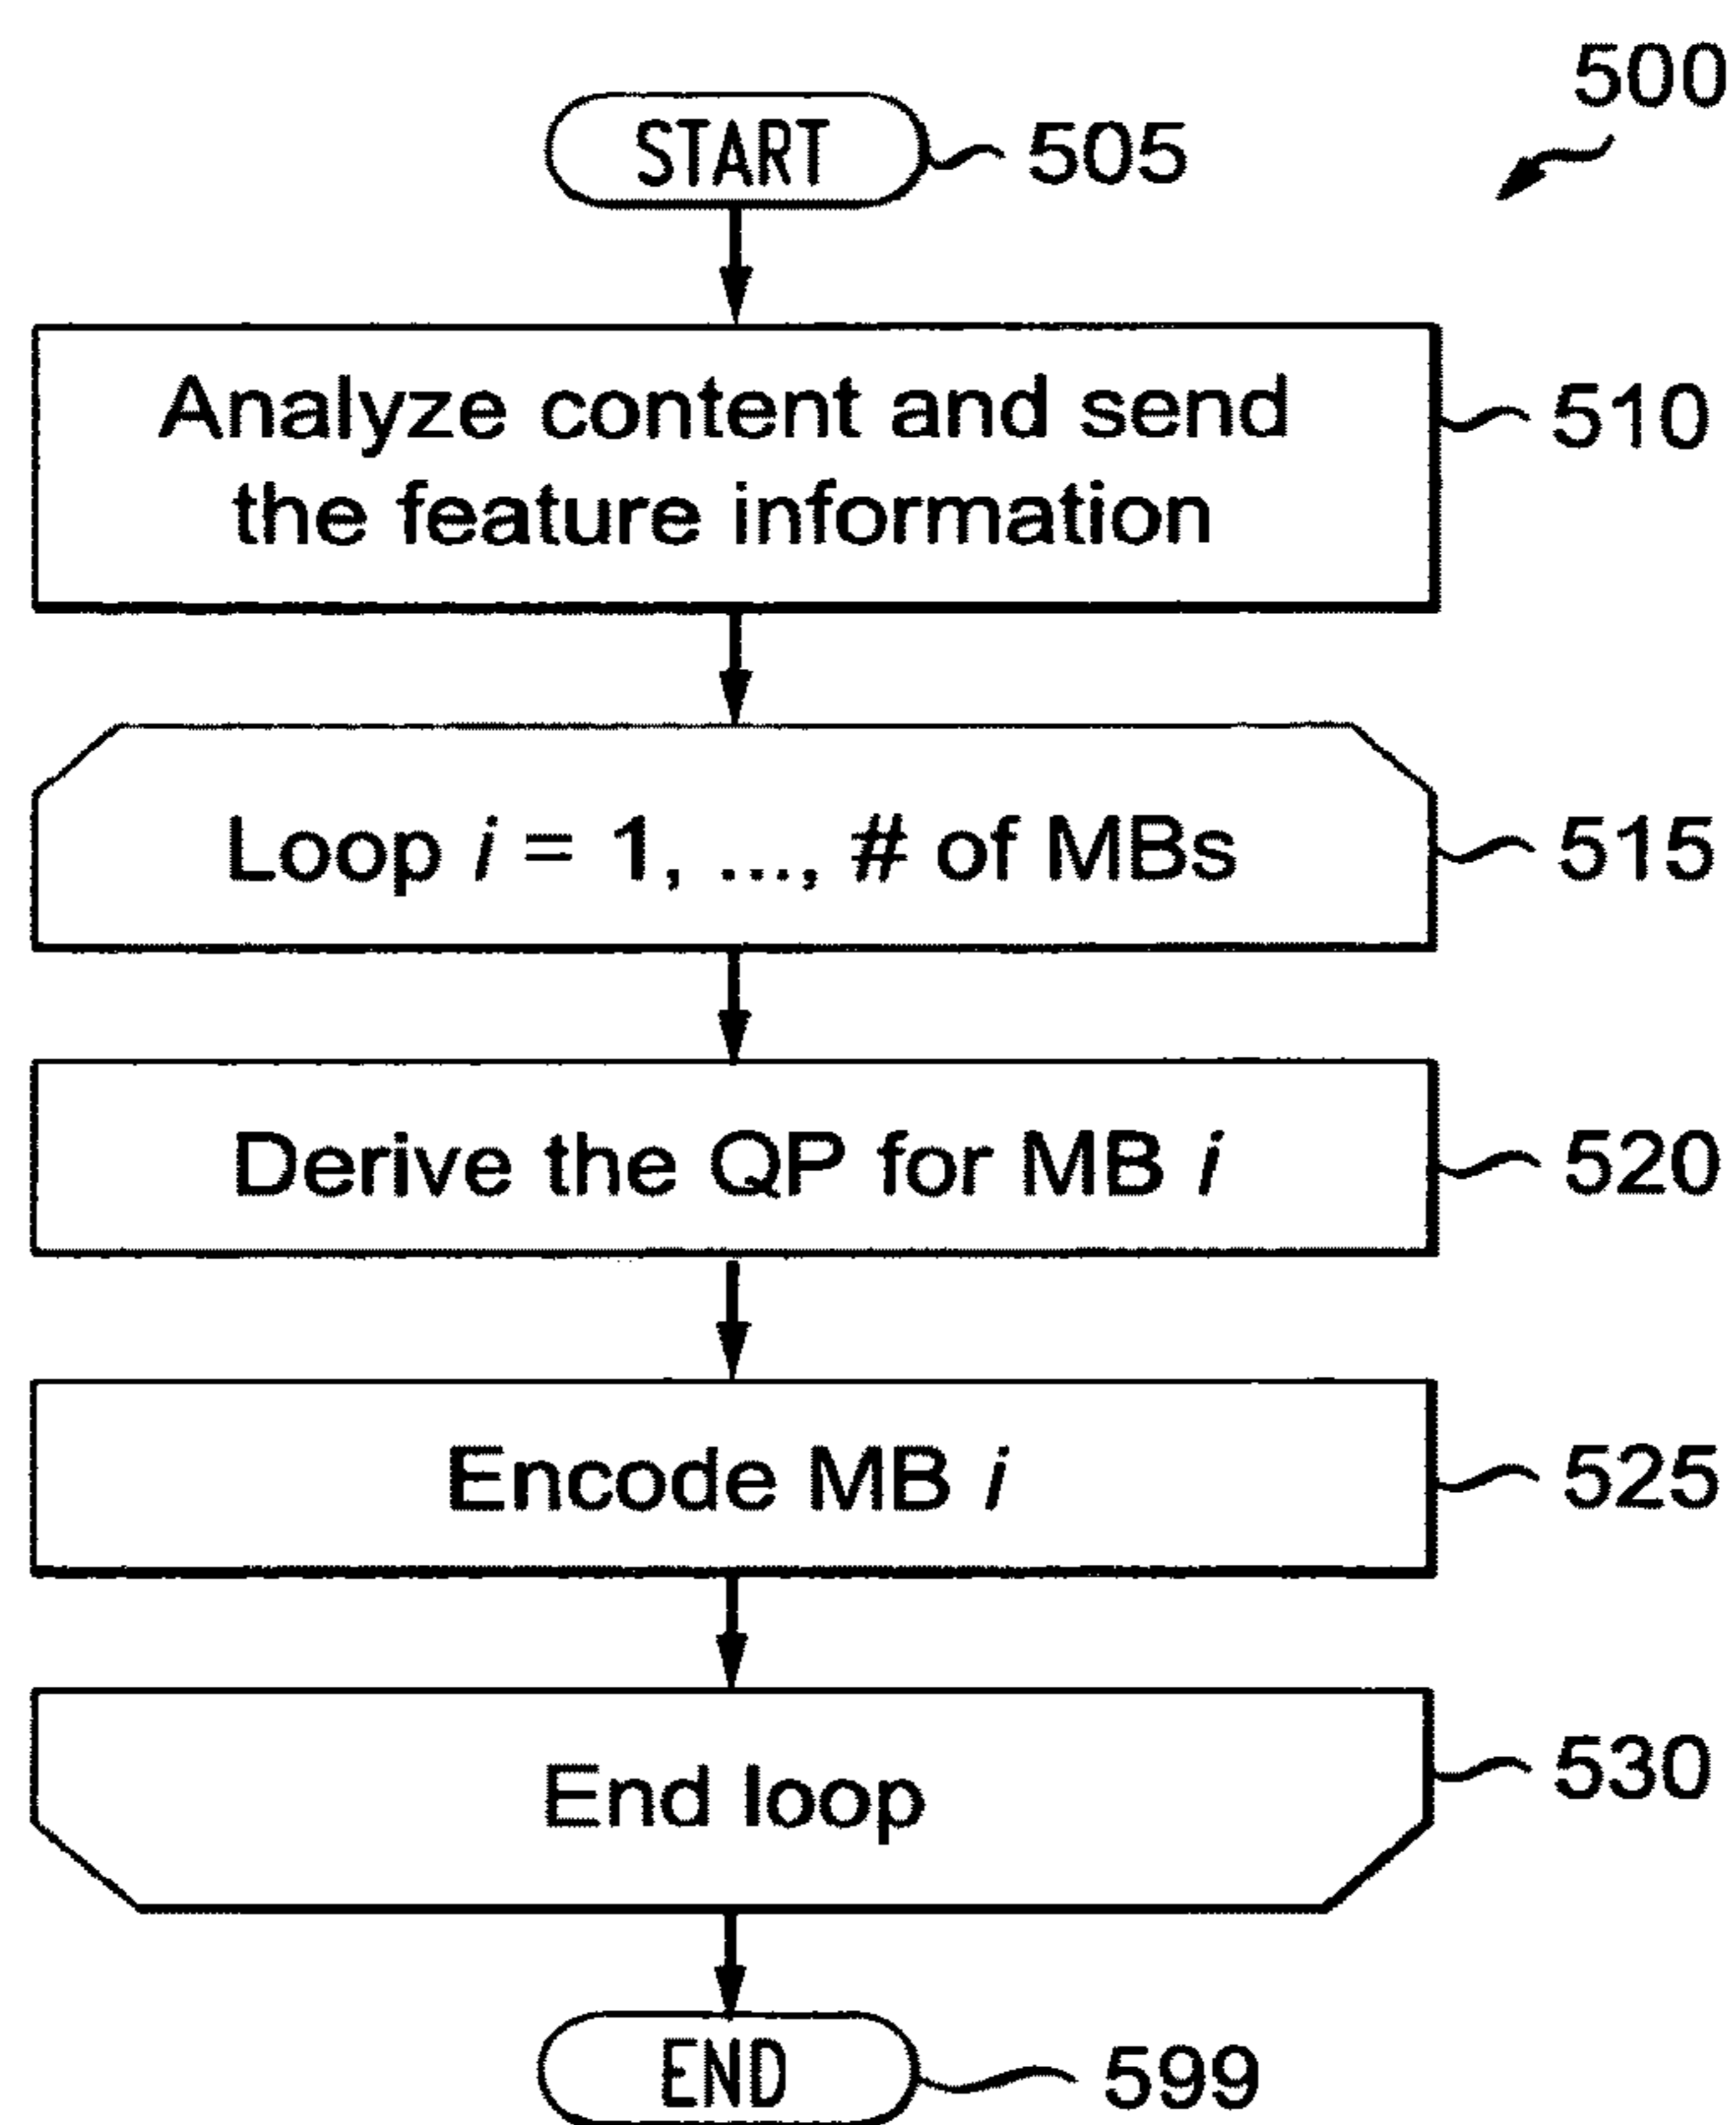 500
START
505
Analyze content and send
the feature information
510
Loop i = 1, ..., # of MBs
515
Derive the QP for MB i
520
Encode MB i
525
End loop
530
END
599